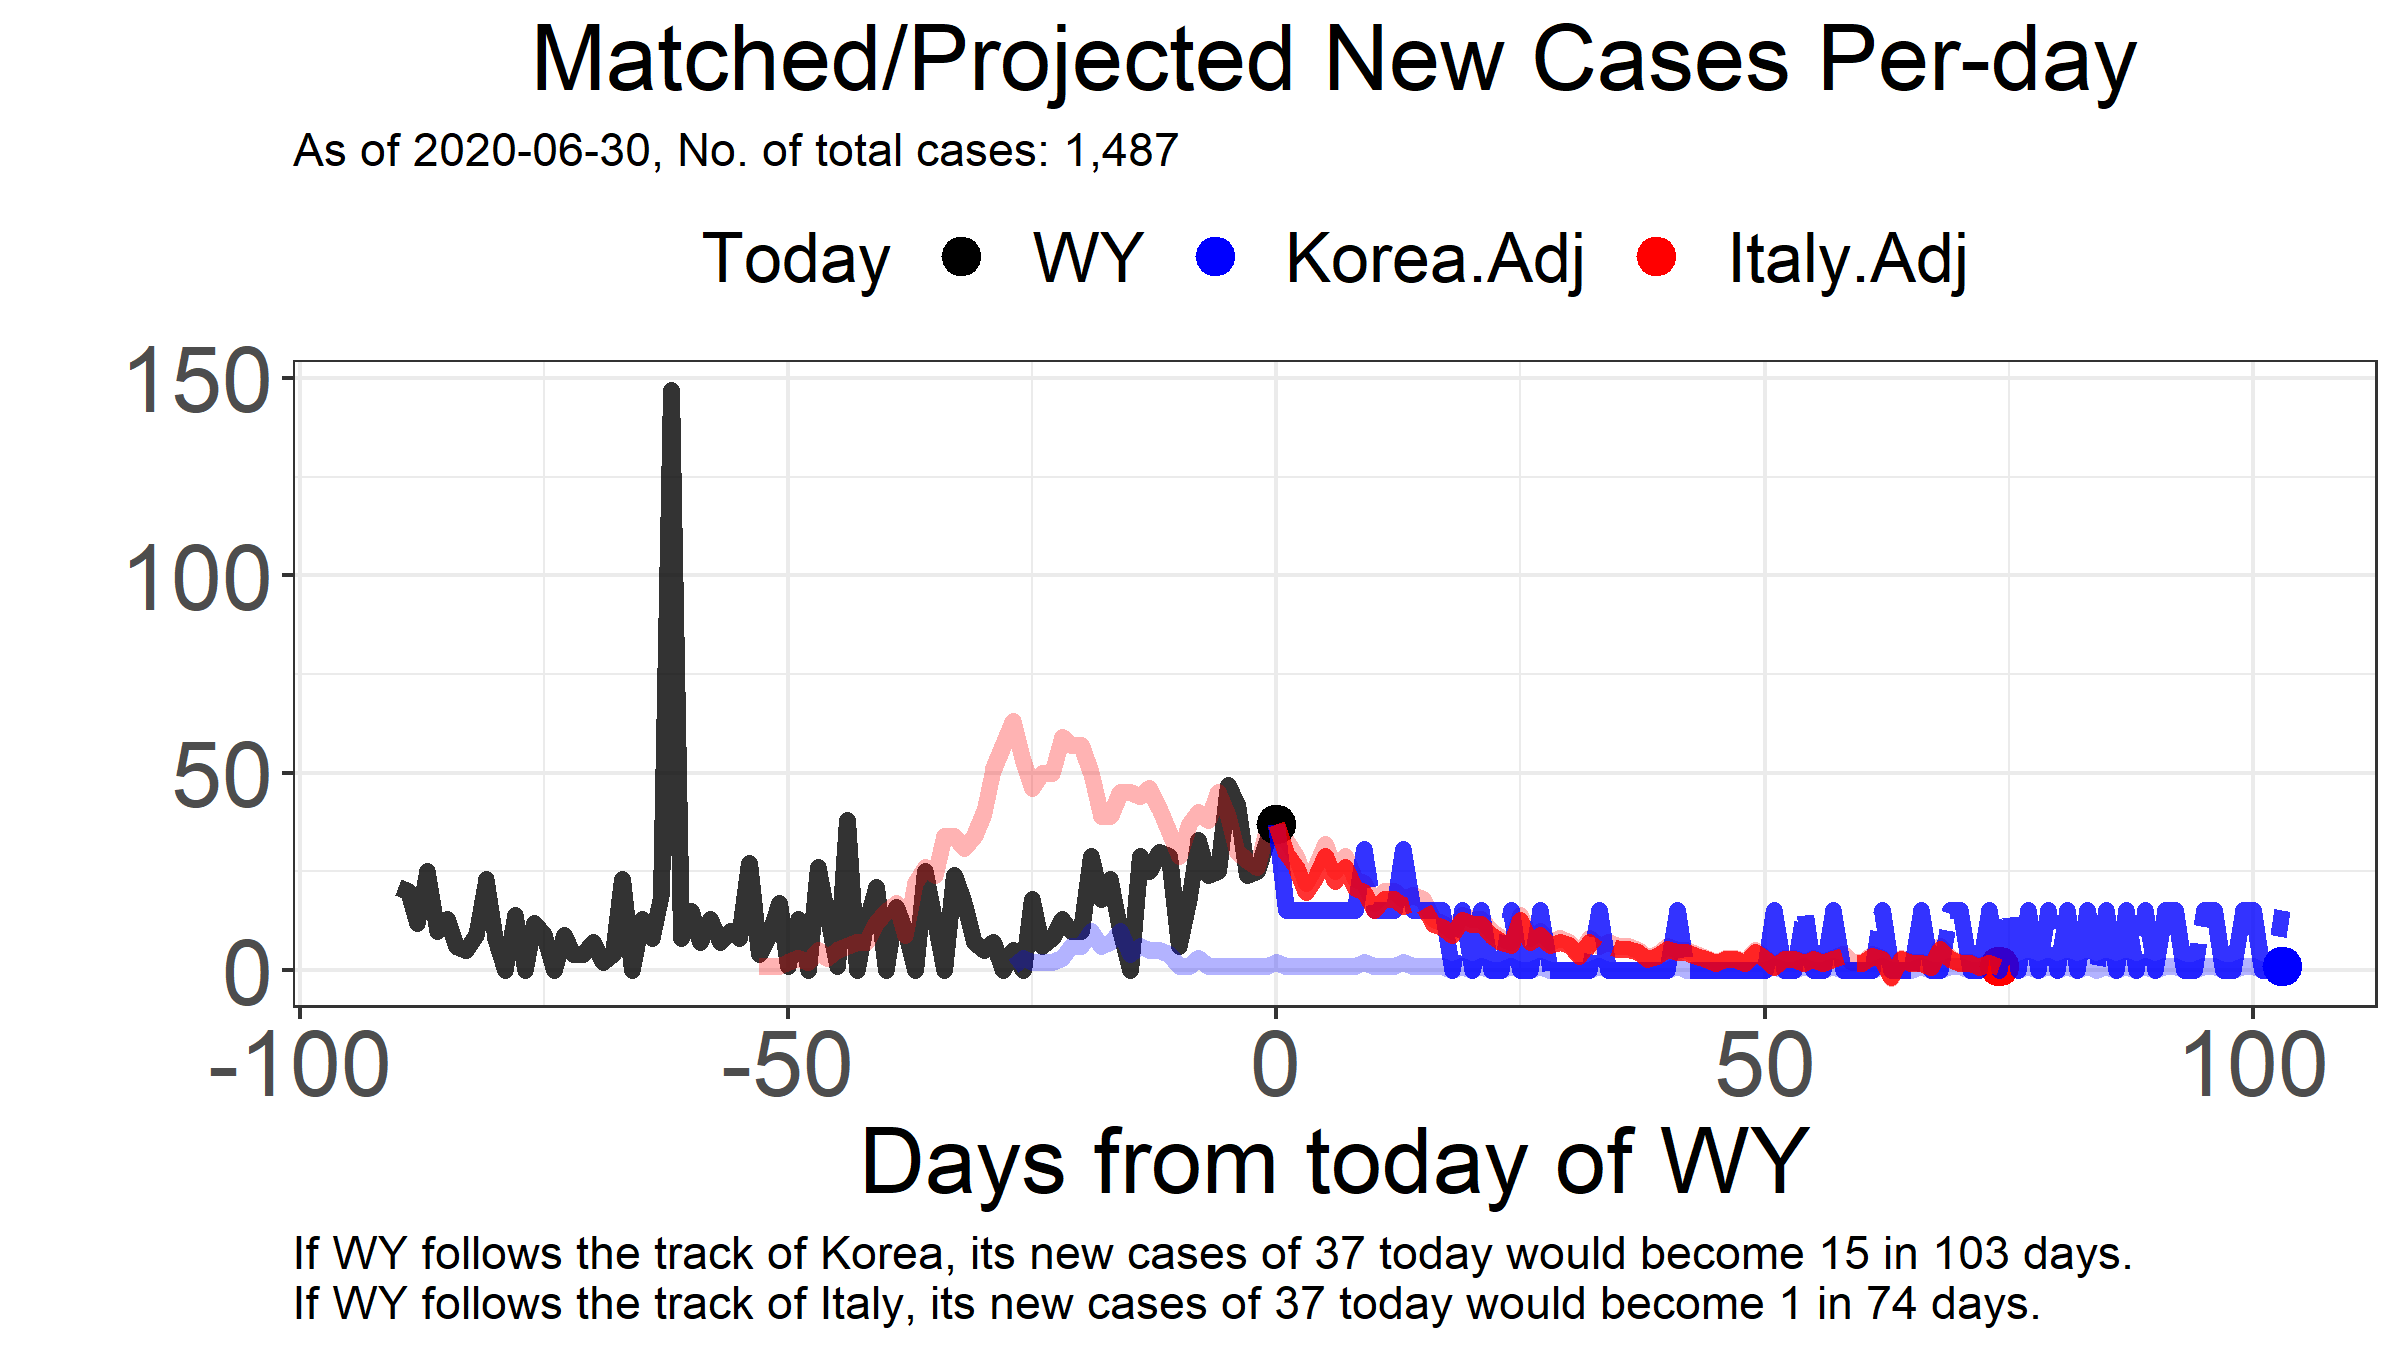 Matched/Projected New Cases Per-day
As of 2020-06-30, No. of total cases: 1,487
Today WY Korea.Adj Italy.Adj
150
100
50
0
-100 -50 0 50 100
Days from today of WY
If WY follows the track of Korea, its new cases of 37 today would become 15 in 103 days.
If WY follows the track of Italy, its new cases of 37 today would become 1 in 74 days.